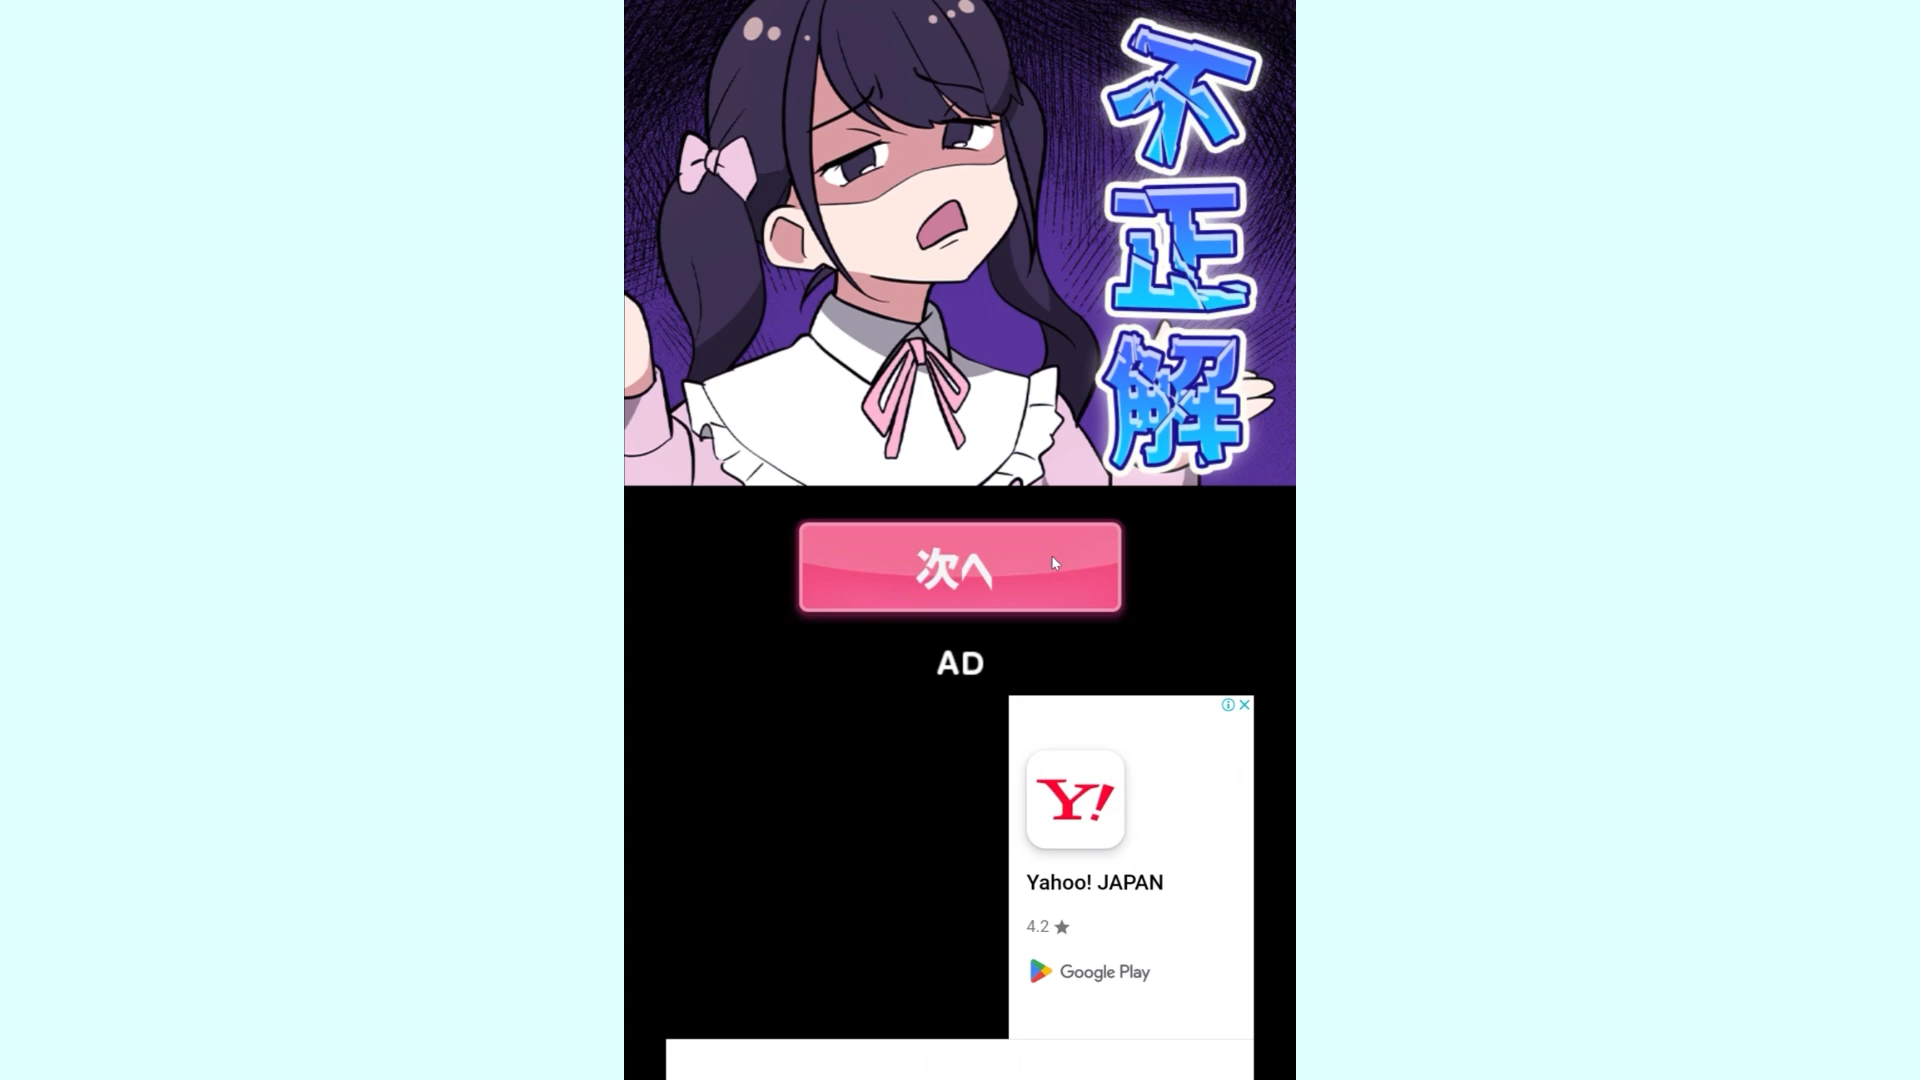 不正解
次へ
AD
Y!
Yahoo! JAPAN
4.2 ★
Google Play